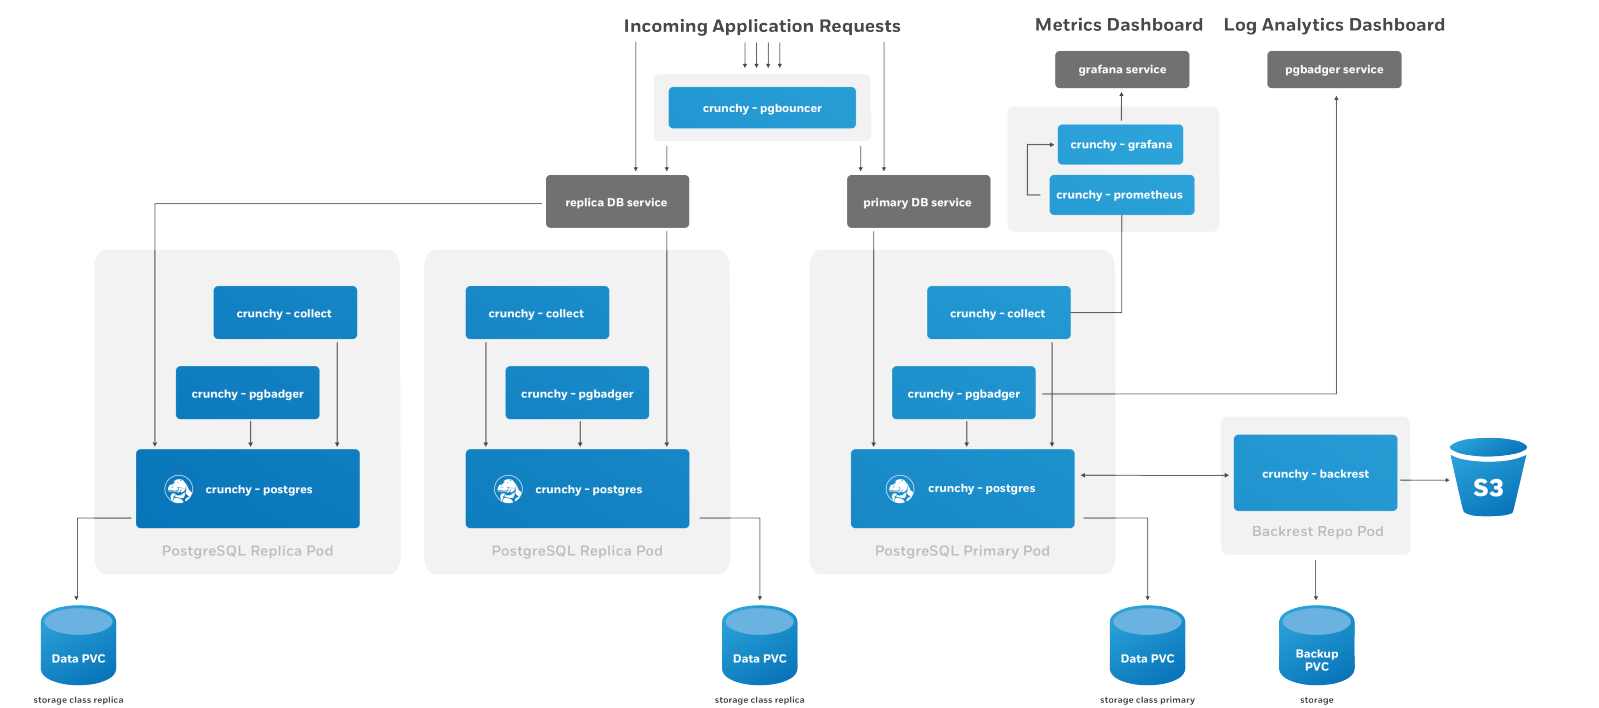 Incoming Application Requests
Metrics Dashboard
Log Analytics Dashboard
grafana service
pgbadger service
crunchy - pgbouncer
crunchy - grafana
crunchy - prometheus
replica DB service
primary DB service
crunchy - collect
crunchy - collect
crunchy - collect
crunchy - pgbadger
crunchy - pgbadger
crunchy - pgbadger
crunchy - postgres
crunchy - postgres
crunchy - postgres
crunchy - backrest
S3
PostgreSQL Replica Pod
PostgreSQL Replica Pod
PostgreSQL Primary Pod
Backrest Repo Pod
Data PVC
Data PVC
Data PVC
Backup
PVC
storage class replica
storage class replica
storage class primary
storage